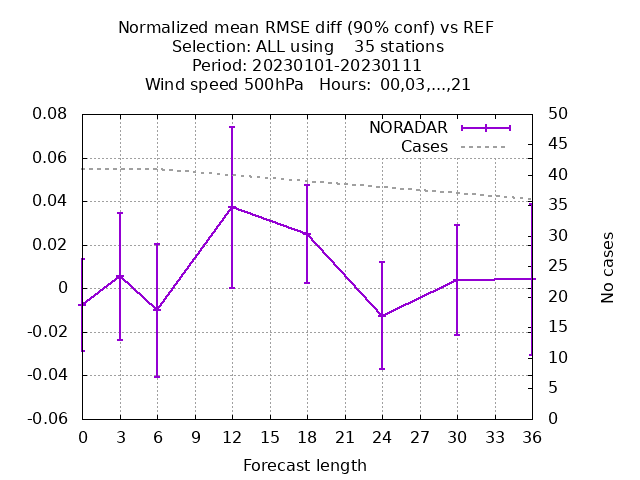 Normalized mean RMSE diff (90% conf) vs REF
Selection: ALL using    35 stations
Period: 20230101-20230111
Wind speed 500hPa   Hours: 00,03,...,21
NORADAR
Cases
0.08
0.06
0.04
0.02
0
-0.02
-0.04
-0.06
50
45
40
35
30
25
20
15
10
5
0
No cases
0 3 6 9 12 15 18 21 24 27 30 33 36
Forecast length